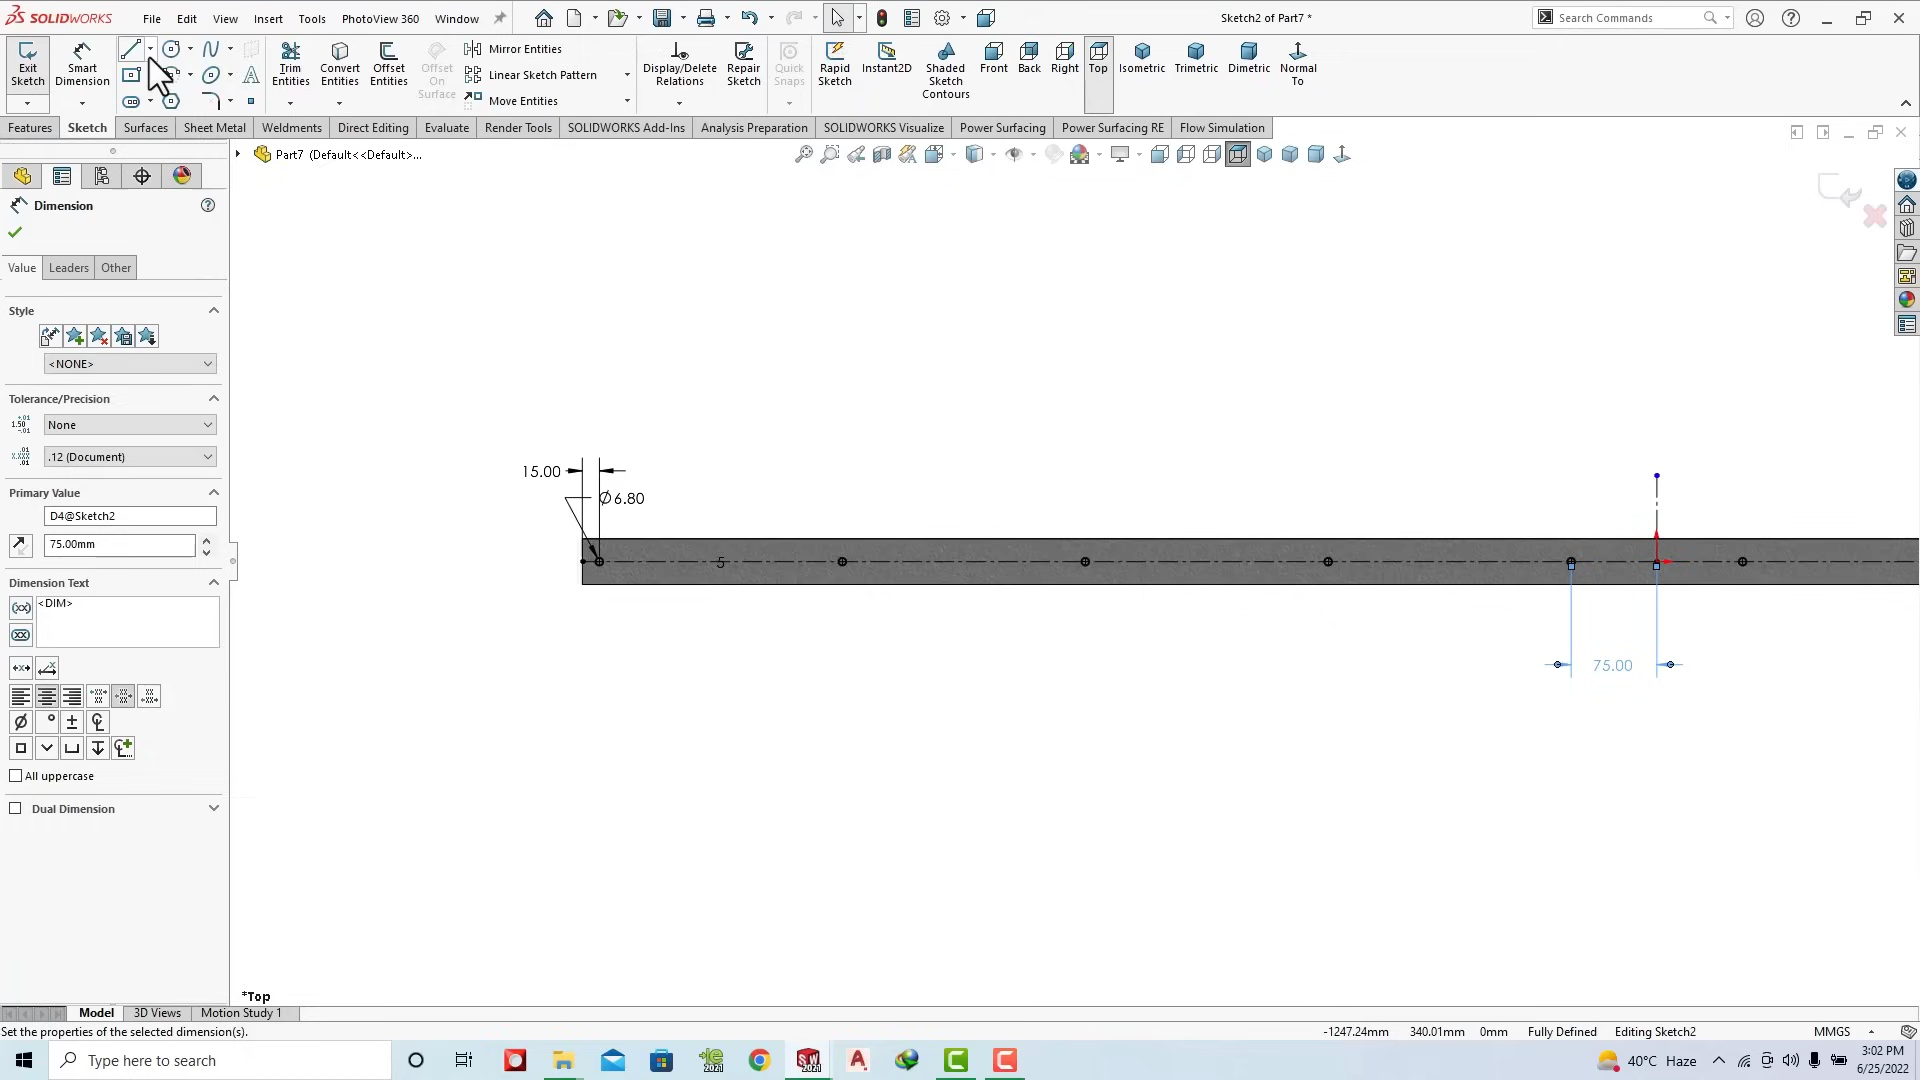 SOLIDWORKS File Edit View Insert Tools PhotoView 360 Window Sketch2 of Part7 * Search Commands
Exit Sketch
Smart Dimension
Trim Entities
Convert Entities
Offset Entities
Offset On Surface
Mirror Entities
Linear Sketch Pattern
Move Entities
Display/Delete Relations
Repair Sketch
Quick Snaps
Rapid Sketch
Instant2D
Shaded Sketch Contours
Front
Back
Right
Top
Isometric
Trimetric
Dimetric
Normal To
Features Sketch Surfaces Sheet Metal Weldments Direct Editing Evaluate Render Tools SOLIDWORKS Add-Ins Analysis Preparation SOLIDWORKS Visualize Power Surfacing Power Surfacing RE Flow Simulation
Part7 (Default<<Default>...
Dimension
Value Leaders Other
Style
<NONE>
Tolerance/Precision
None
.12 (Document)
Primary Value
D4@Sketch2
75.00mm
Dimension Text
<DIM>
All uppercase
Dual Dimension
15.00
Ø6.80
5
75.00
*Top
Model 3D Views Motion Study 1
Set the properties of the selected dimension(s). -1247.24mm 340.01mm 0mm Fully Defined Editing Sketch2 MMGS
Type here to search
40°C Haze
3:02 PM
6/25/2022